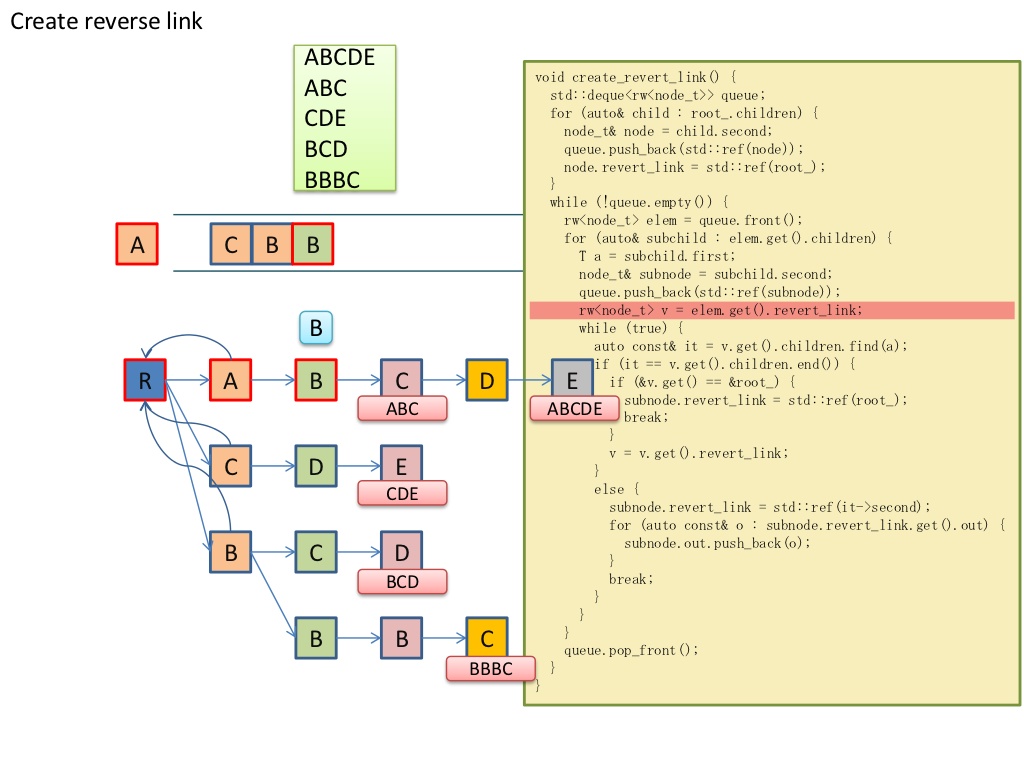 Create reverse link
ABCDE
ABC
CDE
BCD
BBBC
A
C B B
B
R A B C D E
ABC ABCDE
C D E
CDE
B C D
BCD
B B C
BBBC
void create_revert_link() {
std::deque<rw<node_t>> queue;
for (auto& child : root_.children) {
node_t& node = child.second;
queue.push_back(std::ref(node));
node.revert_link = std::ref(root_);
}
while (!queue.empty()) {
rw<node_t> elem = queue.front();
for (auto& subchild : elem.get().children) {
T a = subchild.first;
node_t& subnode = subchild.second;
queue.push_back(std::ref(subnode));
rw<node_t> v = elem.get().revert_link;
while (true) {
auto const& it = v.get().children.find(a);
if (it == v.get().children.end()) {
if (&v.get() == &root_) {
subnode.revert_link = std::ref(root_);
break;
}
v = v.get().revert_link;
}
else {
subnode.revert_link = std::ref(it->second);
for (auto const& o : subnode.revert_link.get().out) {
subnode.out.push_back(o);
}
break;
}
}
}
queue.pop_front();
}
}